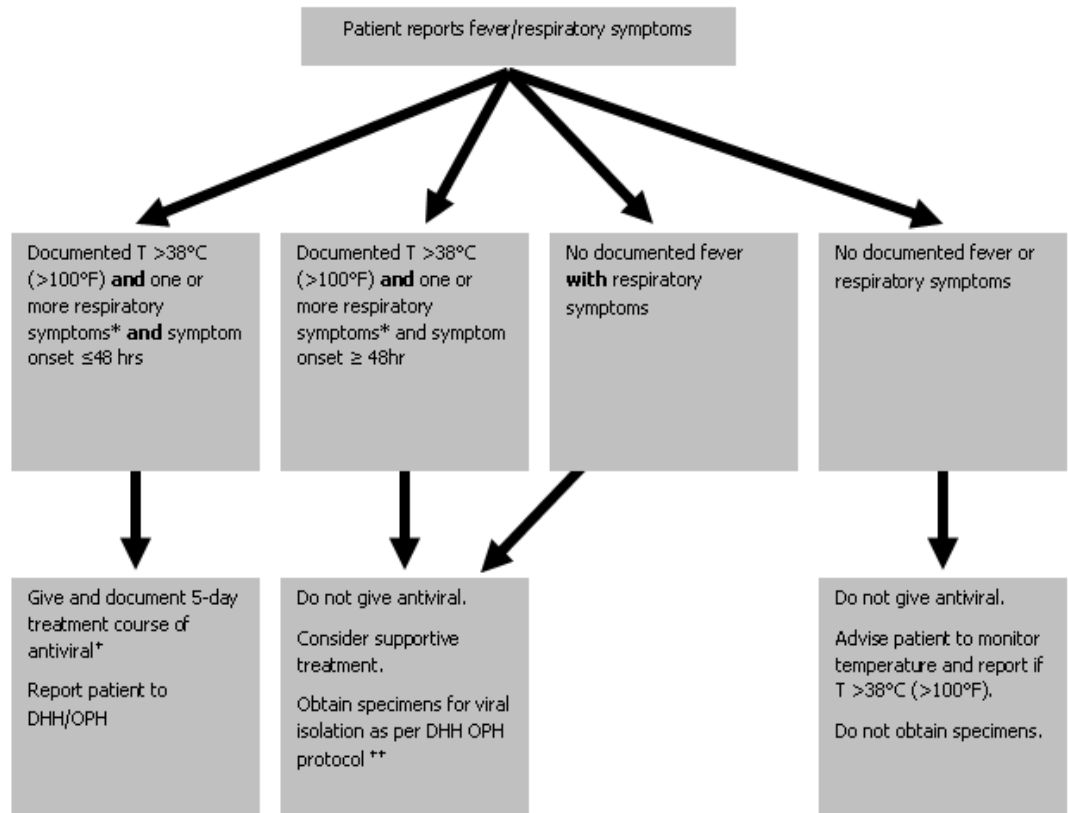 Patient reports fever/respiratory symptoms
Documented T >38°C
(>100°F) and one or
more respiratory
symptoms* and symptom
onset ≤48 hrs
Documented T >38°C
(>100°F) and one or
more respiratory
symptoms* and symptom
onset ≥ 48hr
No documented fever
with respiratory
symptoms
No documented fever or
respiratory symptoms
Give and document 5-day
treatment course of
antiviral⁺
Report patient to
DHH/OPH
Do not give antiviral.
Consider supportive
treatment.
Obtain specimens for viral
isolation as per DHH OPH
protocol ⁺⁺
Do not give antiviral.
Advise patient to monitor
temperature and report if
T >38°C (>100°F).
Do not obtain specimens.